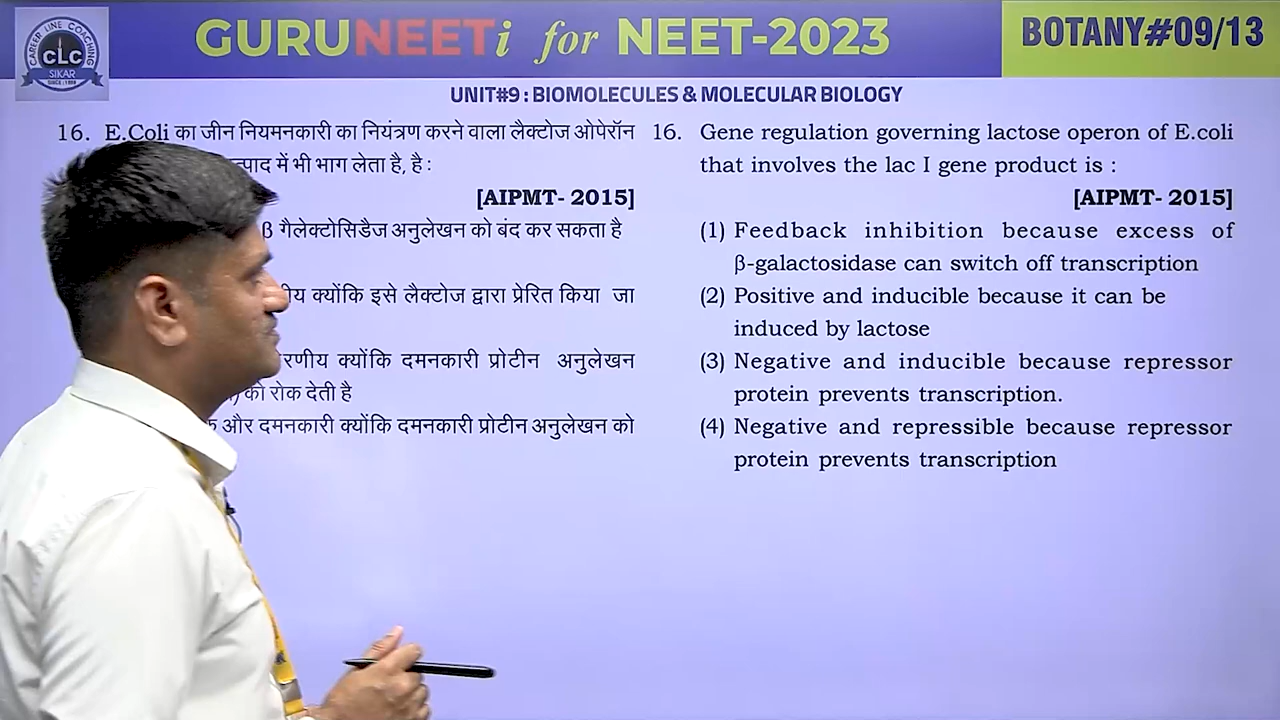 CAREER LINE COACHING
CLC
SIKAR
SINCE : 1996
GURUNEETi for NEET-2023
BOTANY#09/13
UNIT#9 : BIOMOLECULES & MOLECULAR BIOLOGY
16. E.Coli का जीन नियमनकारी का नियंत्रण करने वाला लैक्टोज ओपेरॉन
में भी भाग लेता है, है :
[AIPMT- 2015]
β गैलेक्टोसिडैज अनुलेखन को बंद कर सकता है
क्योंकि इसे लैक्टोज द्वारा प्रेरित किया जा
क्योंकि दमनकारी प्रोटीन अनुलेखन
को रोक देती है
और दमनकारी क्योंकि दमनकारी प्रोटीन अनुलेखन को
16. Gene regulation governing lactose operon of E.coli
that involves the lac I gene product is :
[AIPMT- 2015]
(1) Feedback inhibition because excess of
β-galactosidase can switch off transcription
(2) Positive and inducible because it can be
induced by lactose
(3) Negative and inducible because repressor
protein prevents transcription.
(4) Negative and repressible because repressor
protein prevents transcription